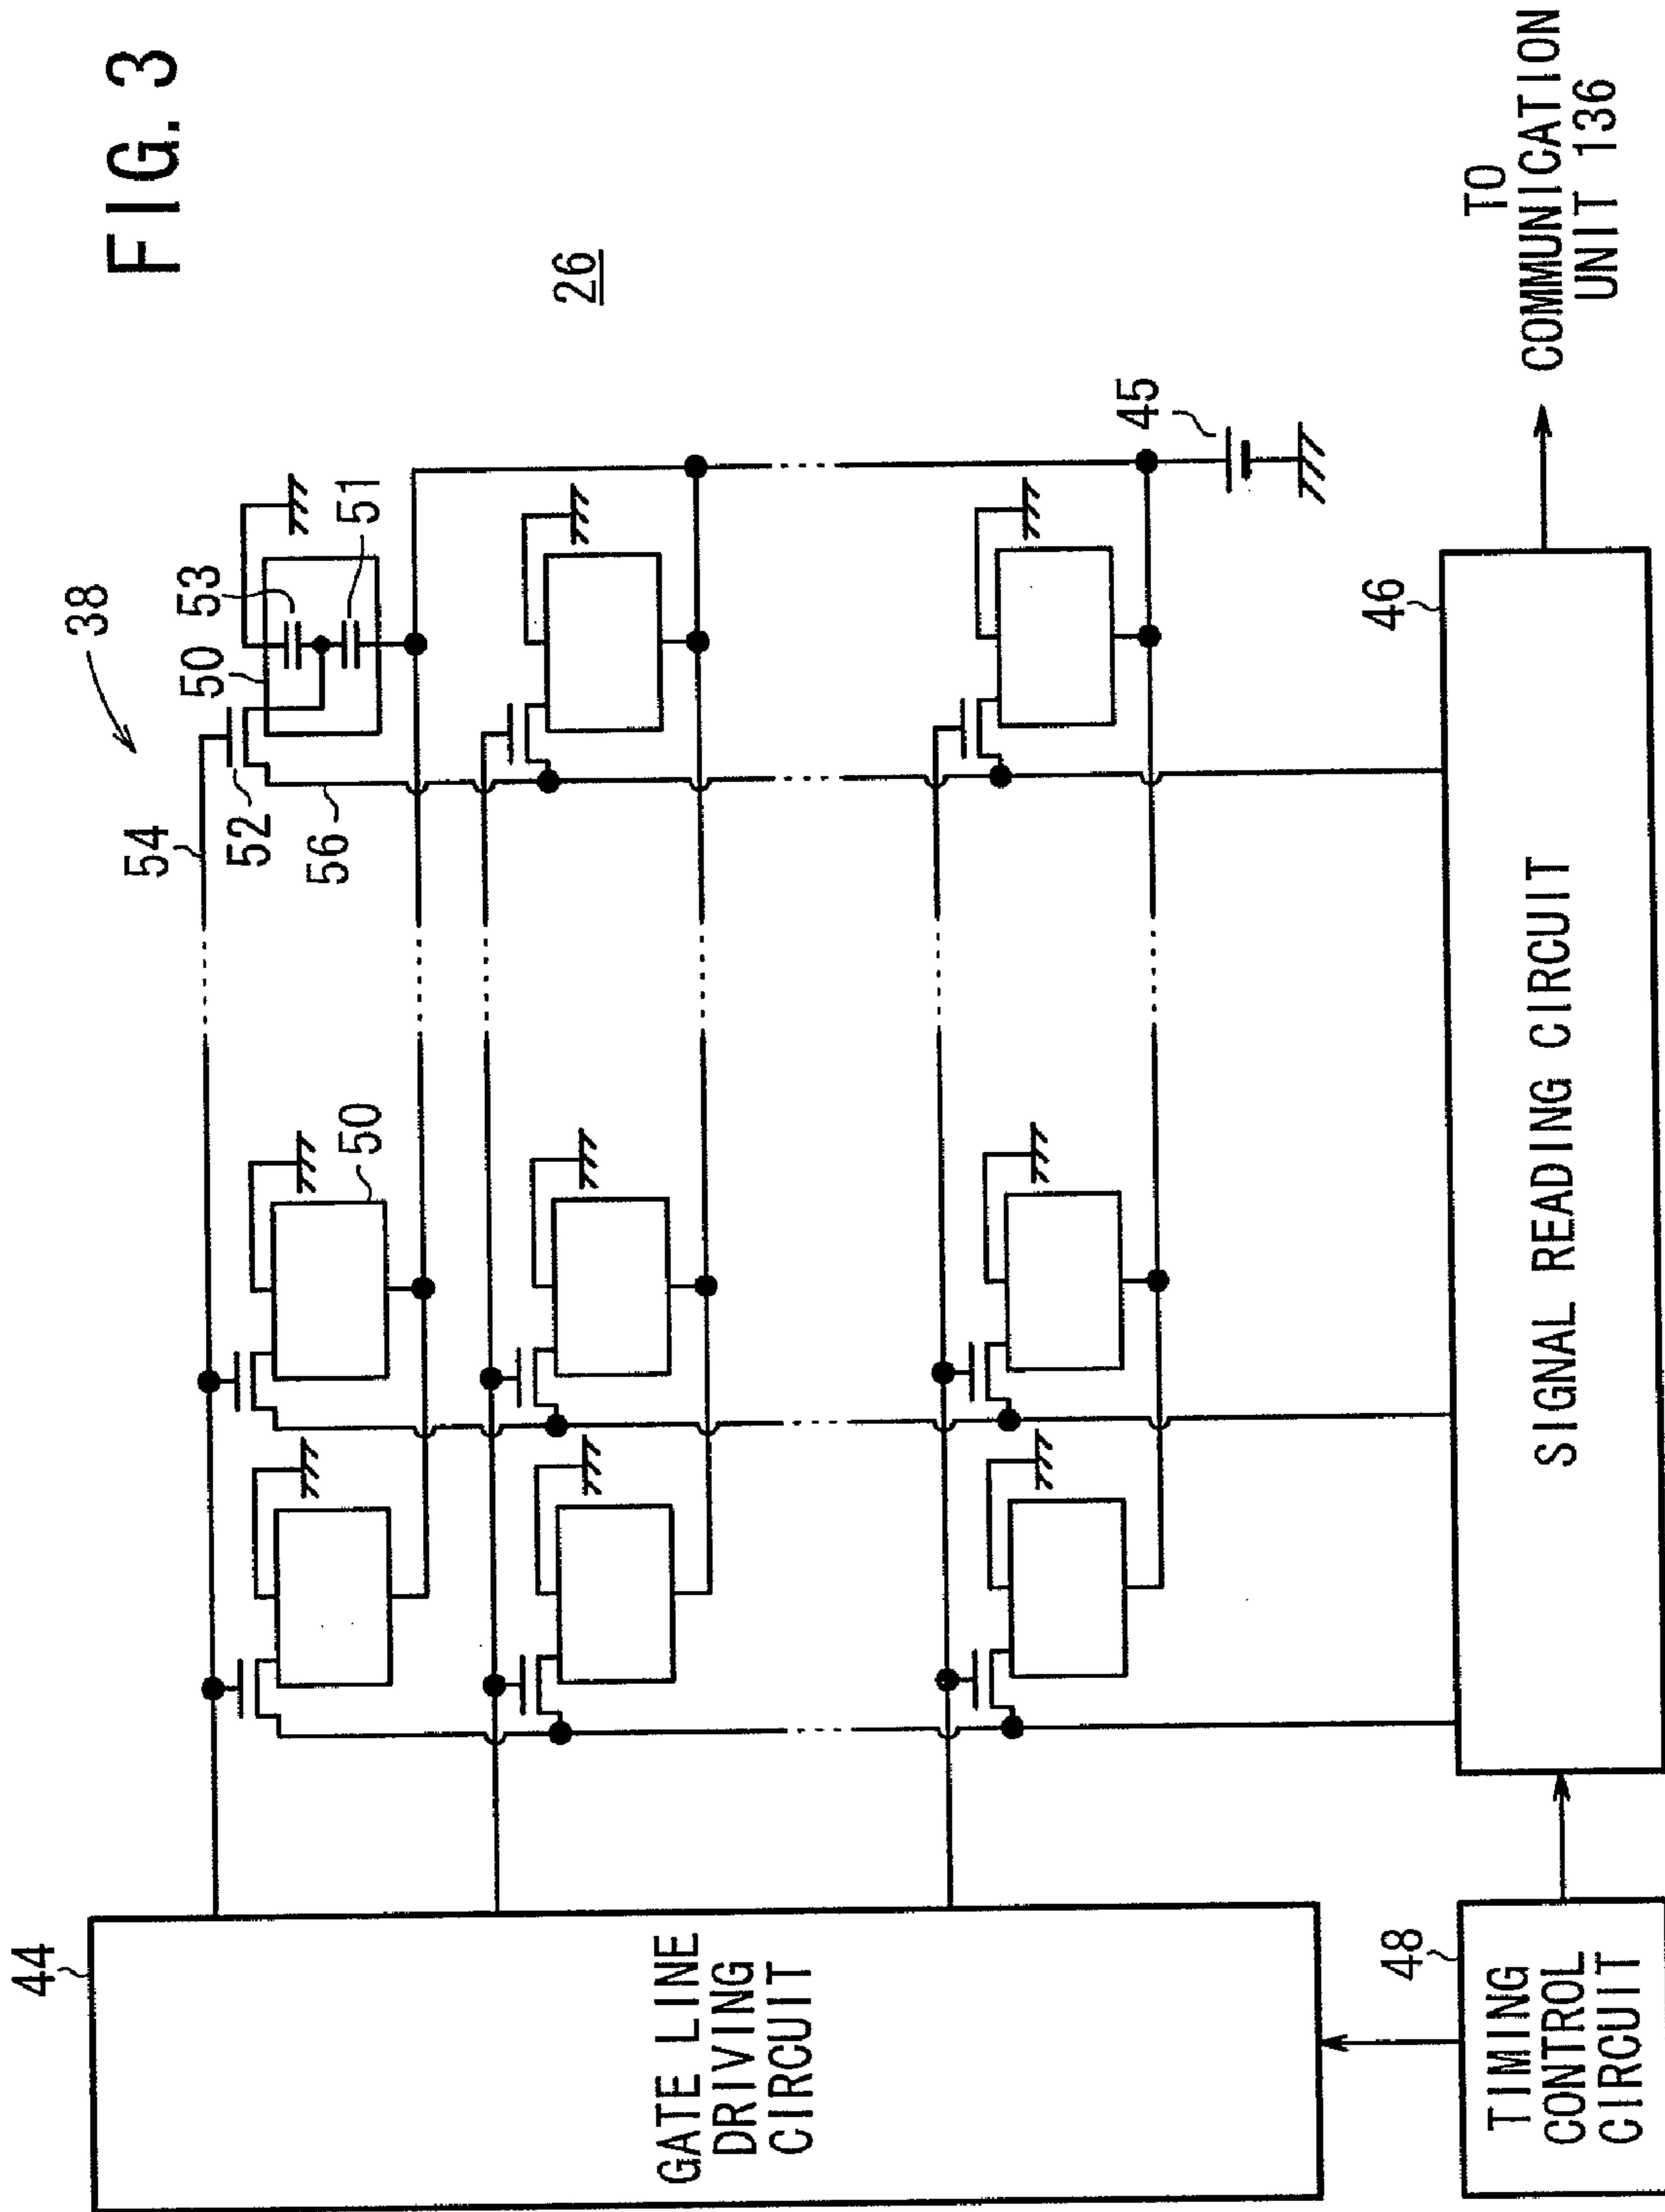 FIG. 3
26
38
54
52
50
53
51
56
50
45
44
GATE LINE
DRIVING
CIRCUIT
46
SIGNAL READING CIRCUIT
48
TIMING
CONTROL
CIRCUIT
TO
COMMUNICATION
UNIT 136